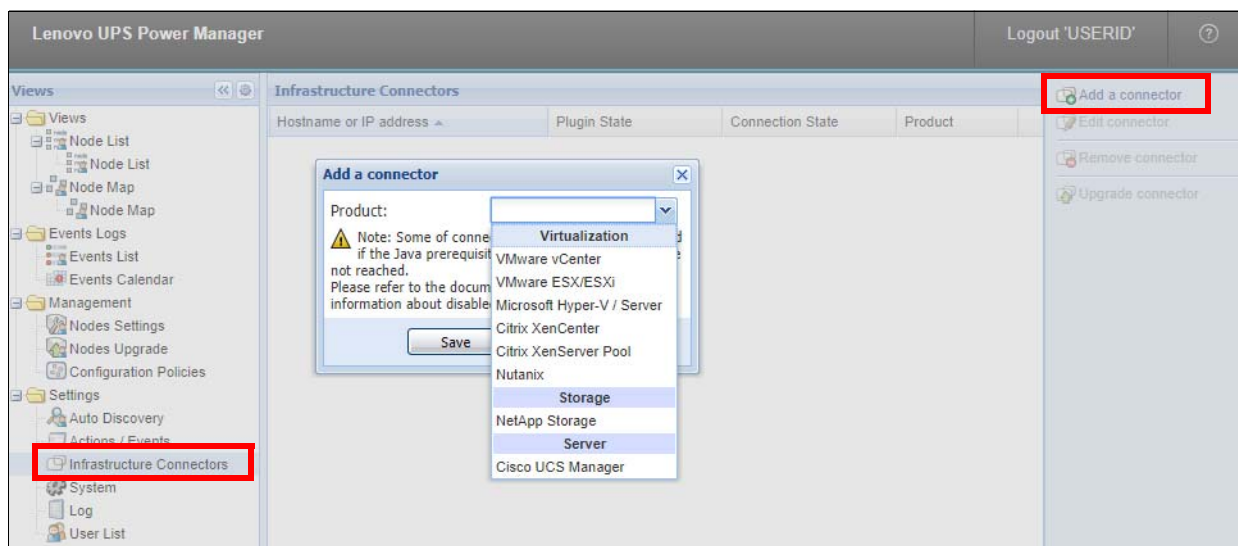 Lenovo UPS Power Manager
Logout 'USERID'
?
Views
Views
Node List
Node List
Node Map
Node Map
Events Logs
Events List
Events Calendar
Management
Nodes Settings
Nodes Upgrade
Configuration Policies
Settings
Auto Discovery
Actions / Events
Infrastructure Connectors
System
Log
User List
Infrastructure Connectors
Hostname or IP address Plugin State Connection State Product
Add a connector
Product:
Note: Some of
if the Java
not reached.
Please refer to the
information about
Save
Virtualization
VMware vCenter
VMware ESX/ESXi
Microsoft Hyper-V / Server
Citrix XenCenter
Citrix XenServer Pool
Nutanix
Storage
NetApp Storage
Server
Cisco UCS Manager
Add a connector
Edit connector
Remove connector
Upgrade connector